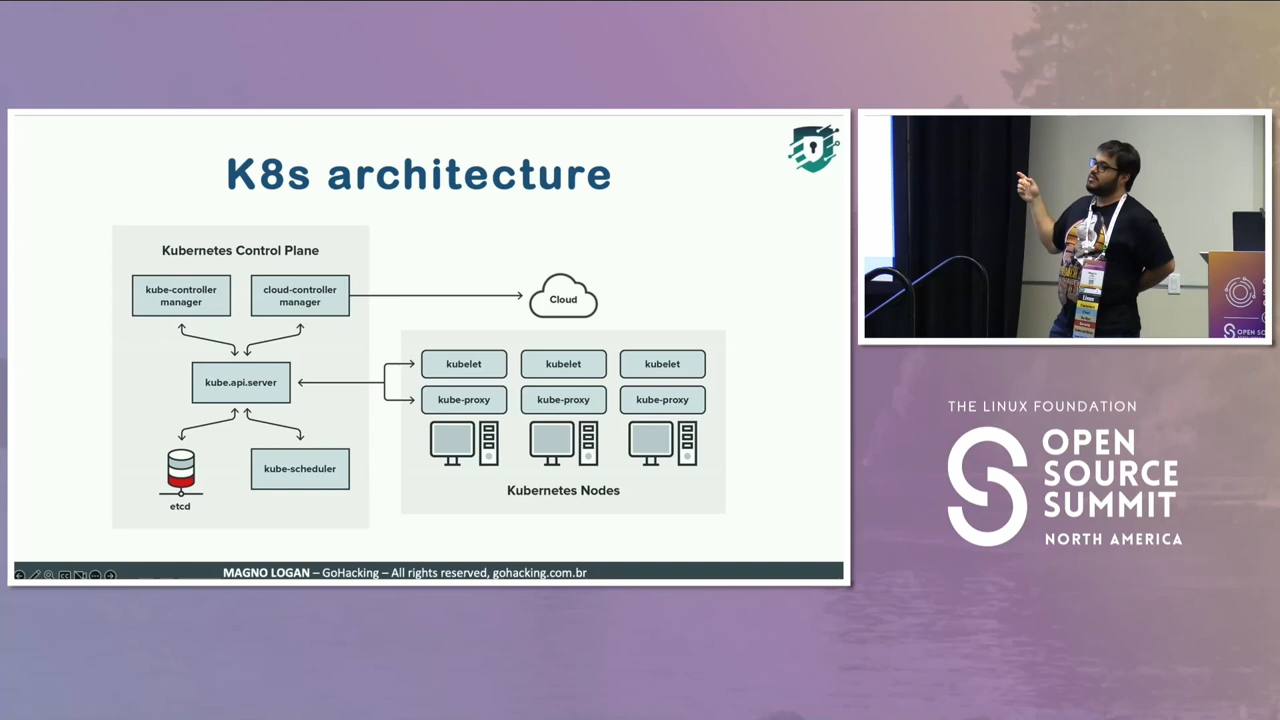 K8s architecture
Kubernetes Control Plane
kube-controller
manager
cloud-controller
manager
Cloud
kube.api.server
kubelet
kubelet
kubelet
kube-proxy
kube-proxy
kube-proxy
etcd
kube-scheduler
Kubernetes Nodes
MAGNO LOGAN – GoHacking – All rights reserved, gohacking.com.br
OPEN SO
THE LINUX FOUNDATION
OPEN
SOURCE
SUMMIT
NORTH AMERICA